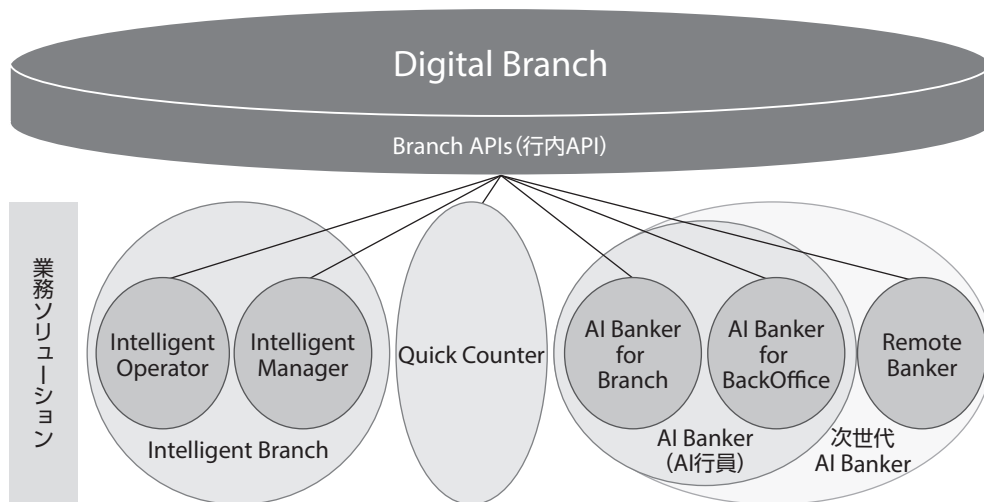 Digital Branch
Branch APIs（行内API）
業務ソリューション
Intelligent
Operator
Intelligent
Manager
Intelligent Branch
Quick Counter
AI Banker
for
Branch
AI Banker
for
BackOffice
AI Banker
（AI行員）
Remote
Banker
次世代
AI Banker